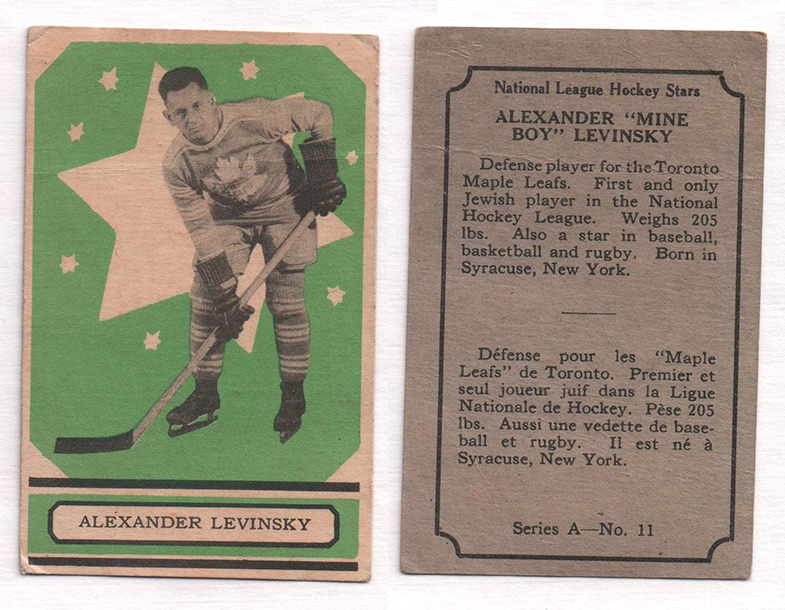 ALEXANDER LEVINSKY
National League Hockey Stars
ALEXANDER "MINE
BOY" LEVINSKY
Defense player for the Toronto
Maple Leafs. First and only
Jewish player in the National
Hockey League. Weighs 205
lbs. Also a star in baseball,
basketball and rugby. Born in
Syracuse, New York.
Défense pour les "Maple
Leafs" de Toronto. Premier et
seul joueur juif dans la Ligue
Nationale de Hockey. Pèse 205
lbs. Aussi une vedette de base-
ball et rugby. Il est né à
Syracuse, New York.
Series A—No. 11